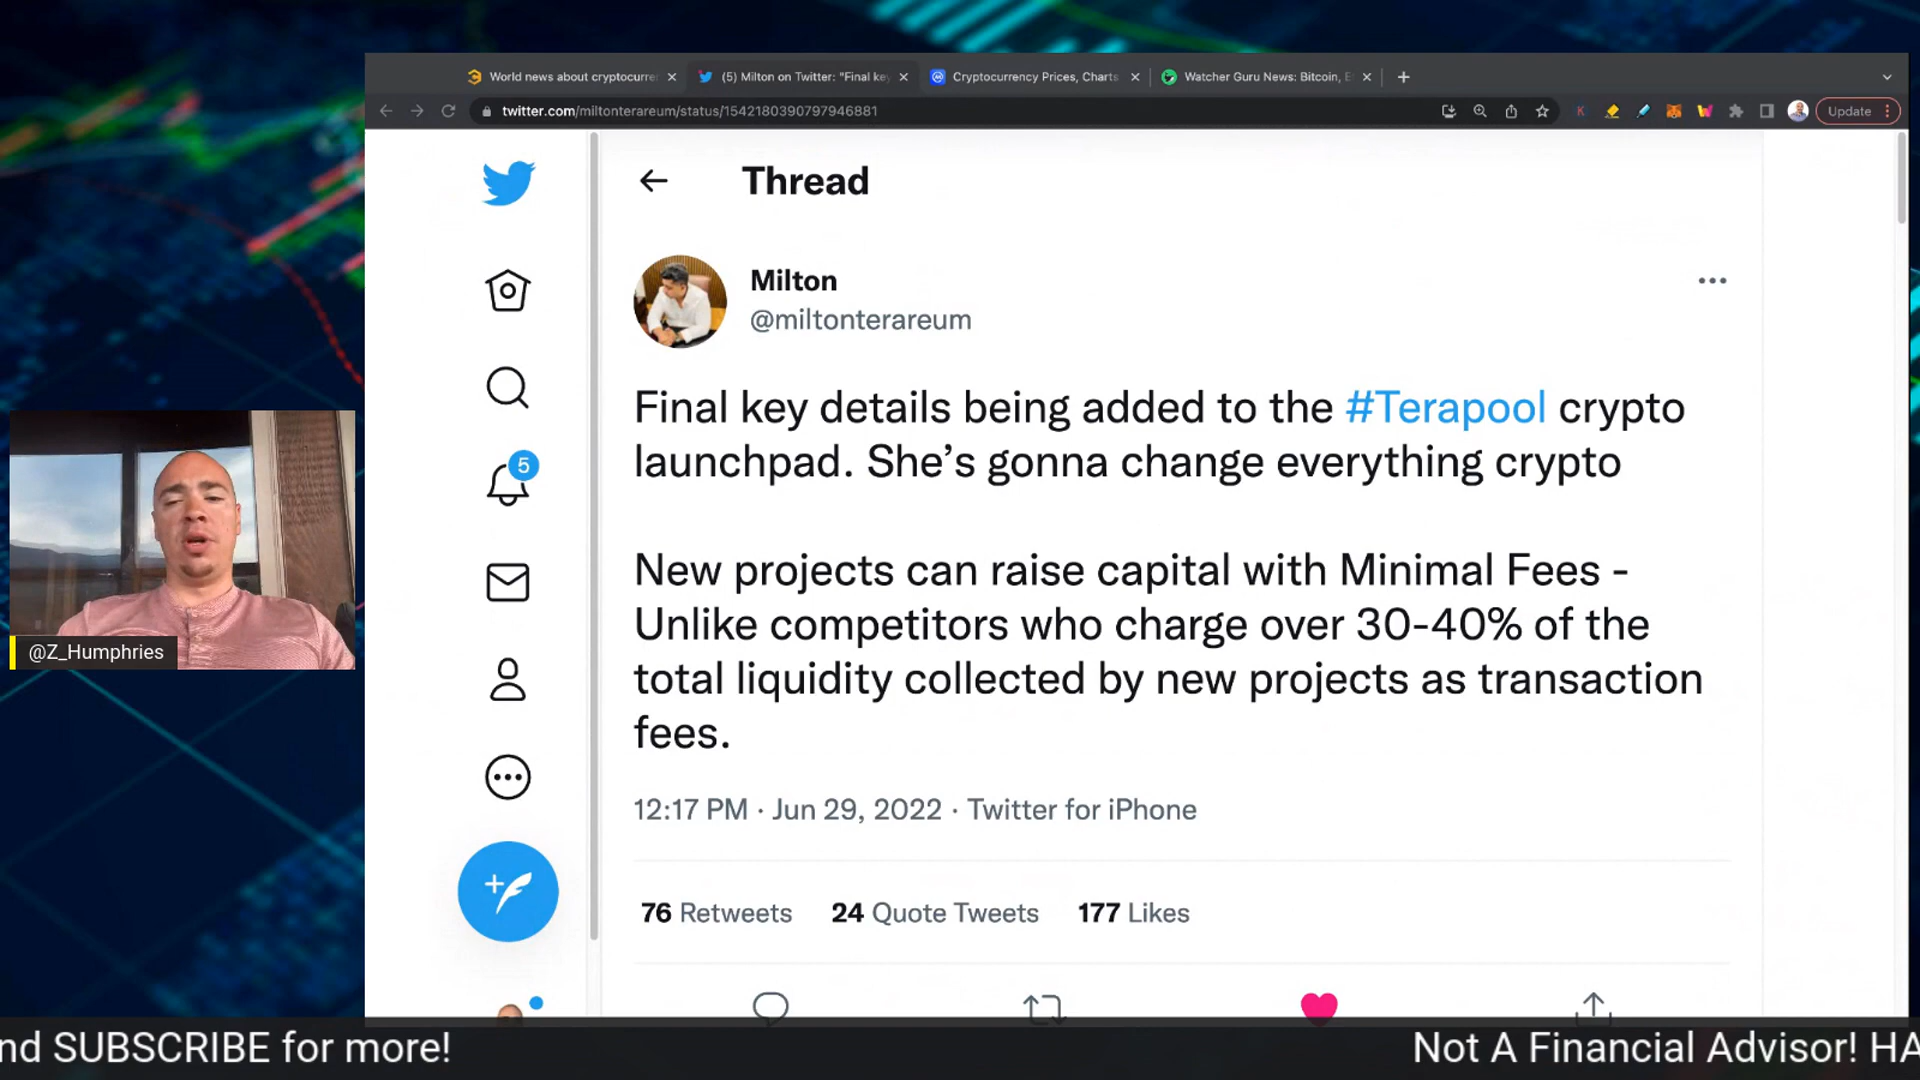 World news about cryptocurre
(5) Milton on Twitter: "Final key
Cryptocurrency Prices, Charts
Watcher Guru News: Bitcoin, E
twitter.com/miltonterareum/status/1542180390797946881
Update
Thread
Milton
@miltonterareum
Final key details being added to the #Terapool crypto
launchpad. She's gonna change everything crypto
New projects can raise capital with Minimal Fees -
Unlike competitors who charge over 30-40% of the
total liquidity collected by new projects as transaction
fees.
12:17 PM · Jun 29, 2022 · Twitter for iPhone
76 Retweets 24 Quote Tweets 177 Likes
5
@Z_Humphries
nd SUBSCRIBE for more!
Not A Financial Advisor! HA